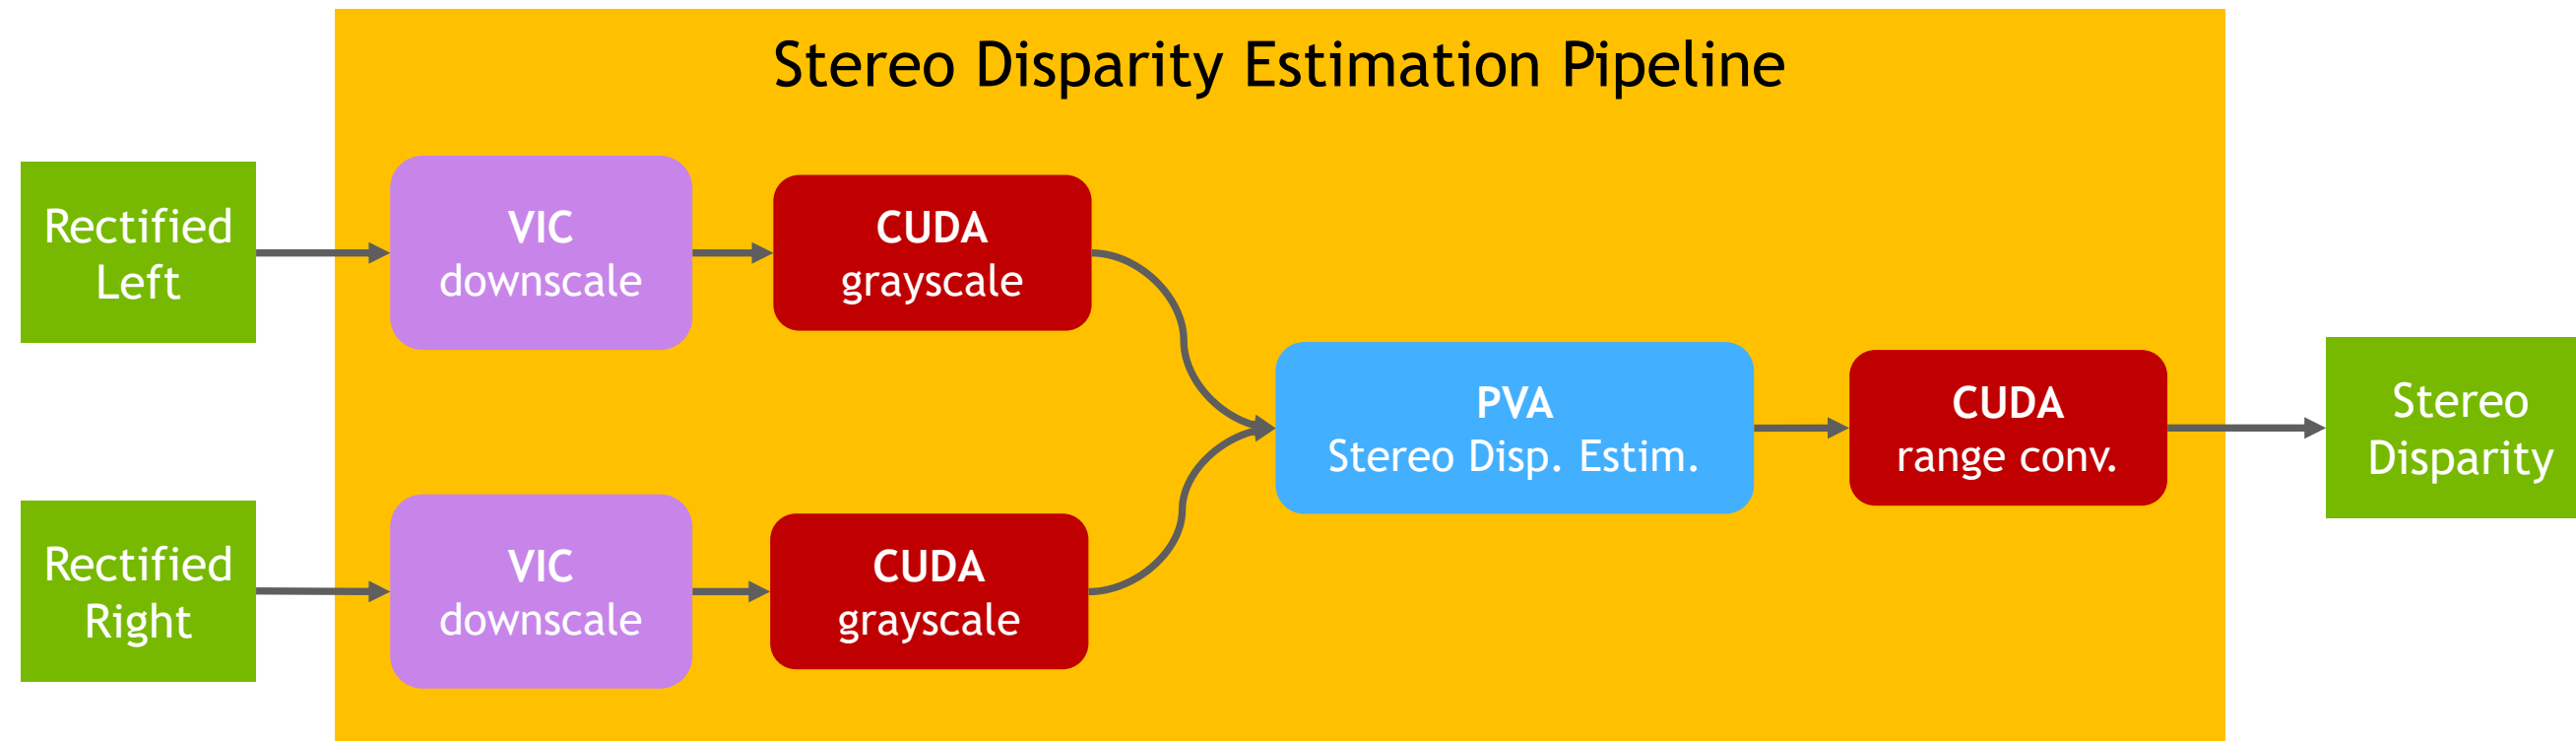 Stereo Disparity Estimation Pipeline
Rectified
Left
VIC
downscale
CUDA
grayscale
Rectified
Right
VIC
downscale
CUDA
grayscale
PVA
Stereo Disp. Estim.
CUDA
range conv.
Stereo
Disparity